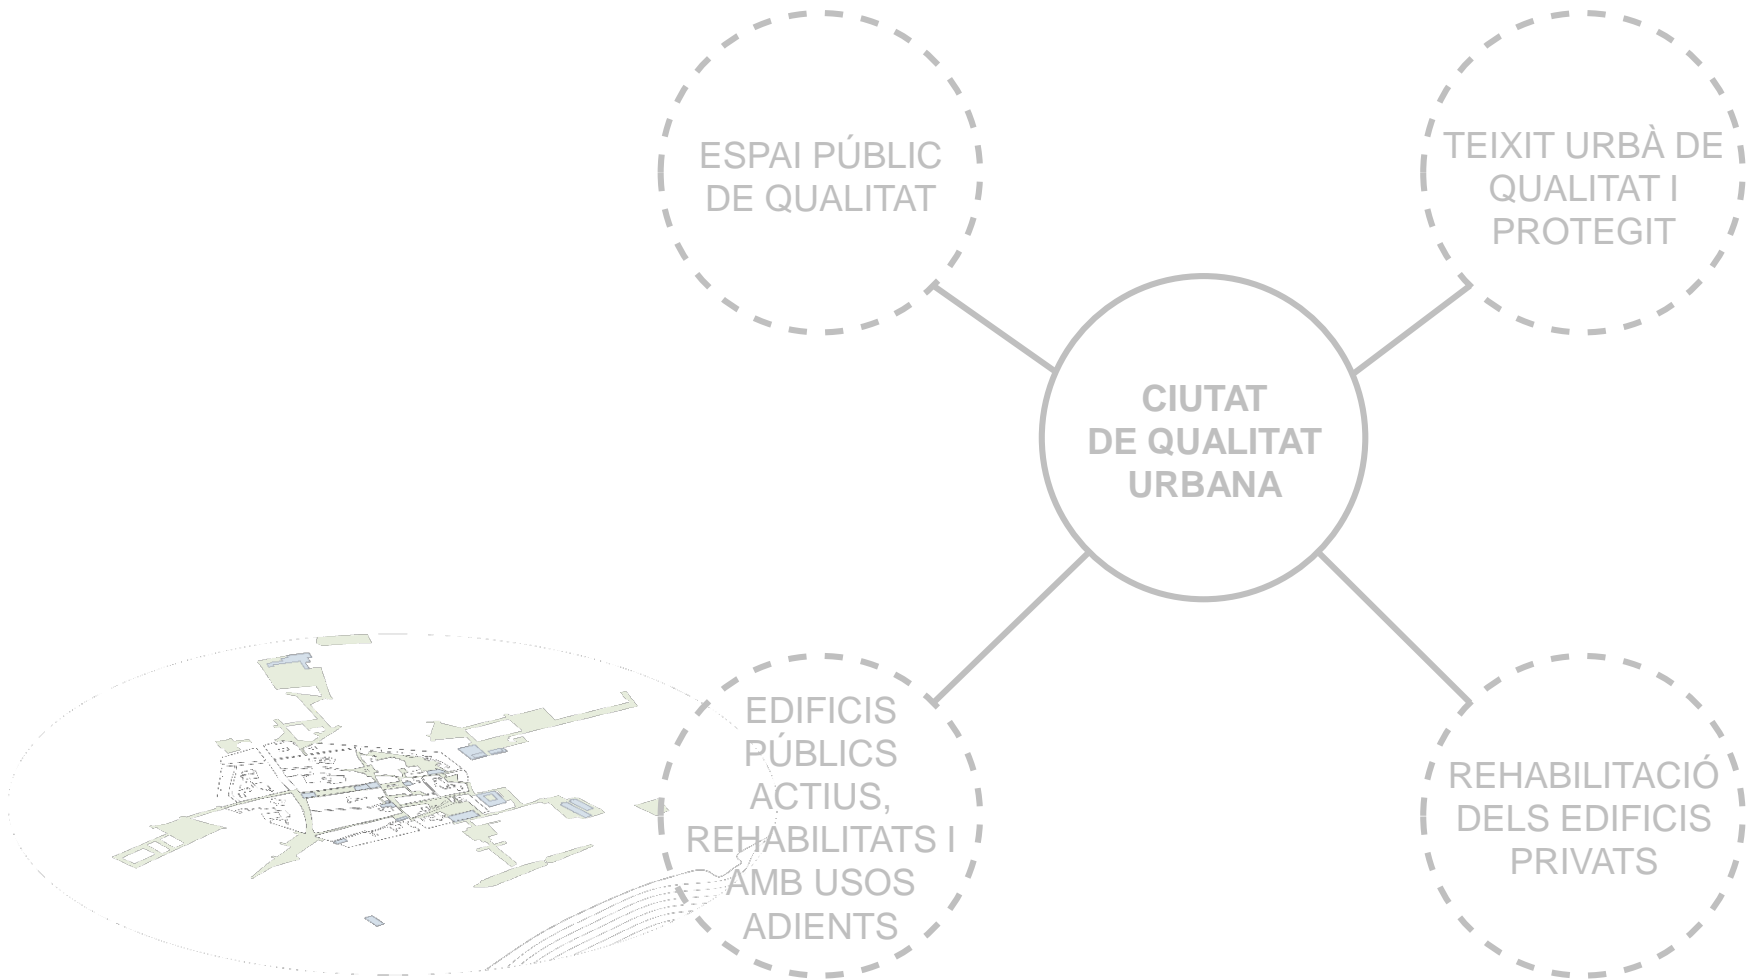 ESPAI PÚBLIC
DE QUALITAT
TEIXIT URBÀ DE
QUALITAT I
PROTEGIT
CIUTAT
DE QUALITAT
URBANA
EDIFICIS
PÚBLICS
ACTIUS,
REHABILITATS I
AMB USOS
ADIENTS
REHABILITACIÓ
DELS EDIFICIS
PRIVATS